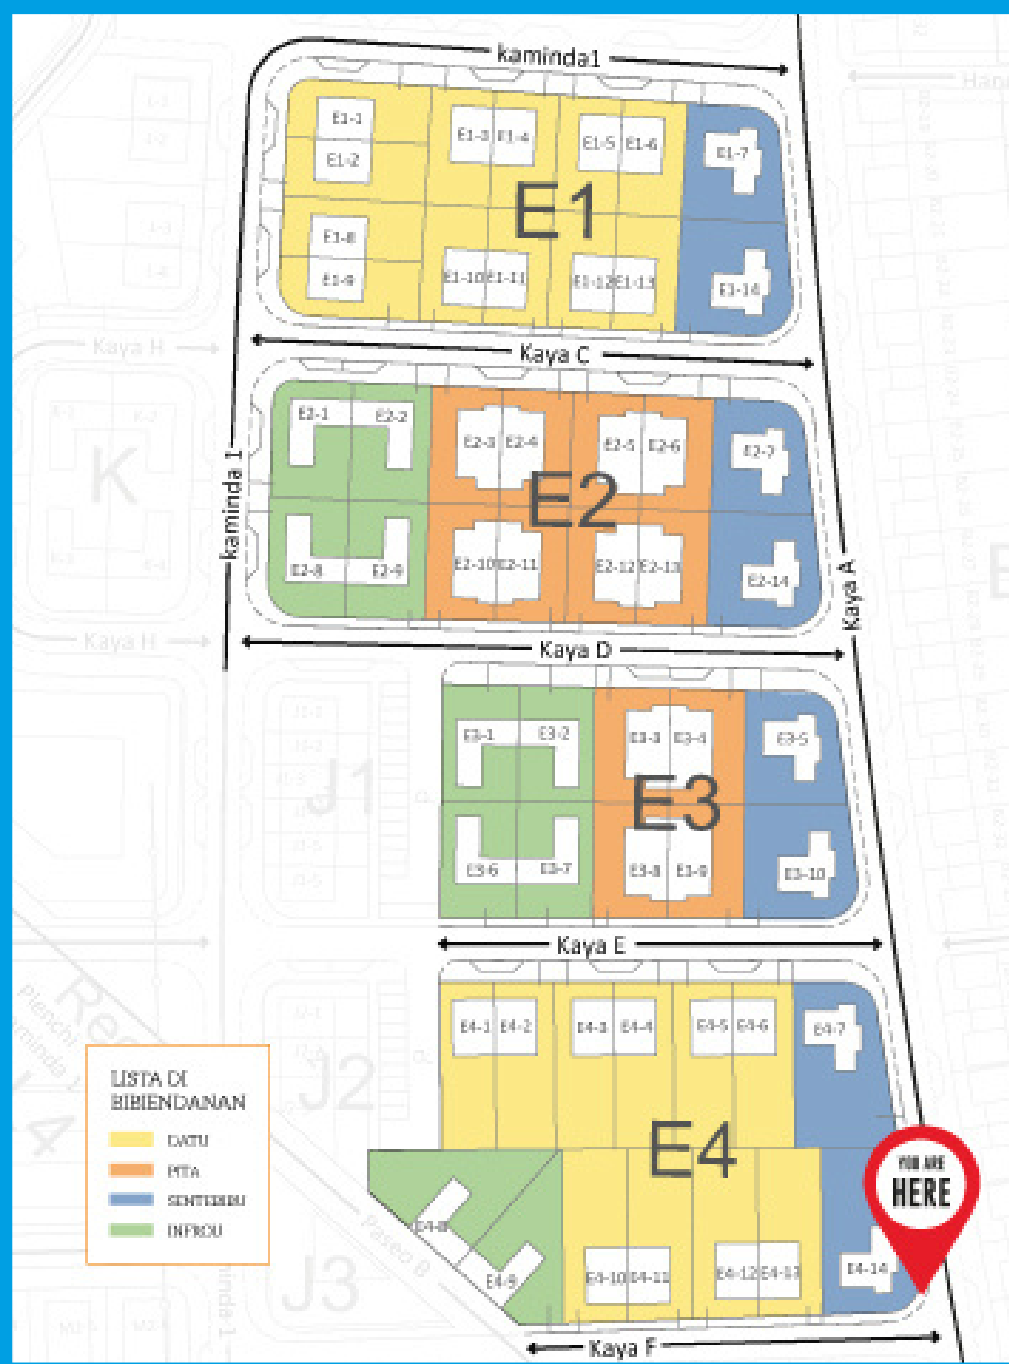 kaminda1
E1-1
E1-2
E1-3 E1-4
E1-5 E1-6
E1-7
E1
E1-8
E1-9
E1-10 E1-11
E1-12 E1-13
E1-14
Kaya H
Kaya C
kaminda 1
E2-1
E2-2
E2-3 E2-4
E2-5 E2-6
E2-7
K
E2
E2-8
E2-9
E2-10 E2-11
E2-12 E2-13
E2-14
Kaya A
Kaya H
Kaya D
E3-1
E3-2
E3-3 E3-4
E3-5
J1
E3
E3-6
E3-7
E3-8 E3-9
E3-10
Kaya E
E4-1 E4-2
E4-3 E4-4
E4-5 E4-6
E4-7
J2
E4
YOU ARE
HERE
LISTA DI
BIBIENDANAN
DATU
PITA
SENTEBIBU
INFROU
E4-8
E4-9
Paseo B
E4-10 E4-11
E4-12 E4-13
E4-14
J3
Kaya F